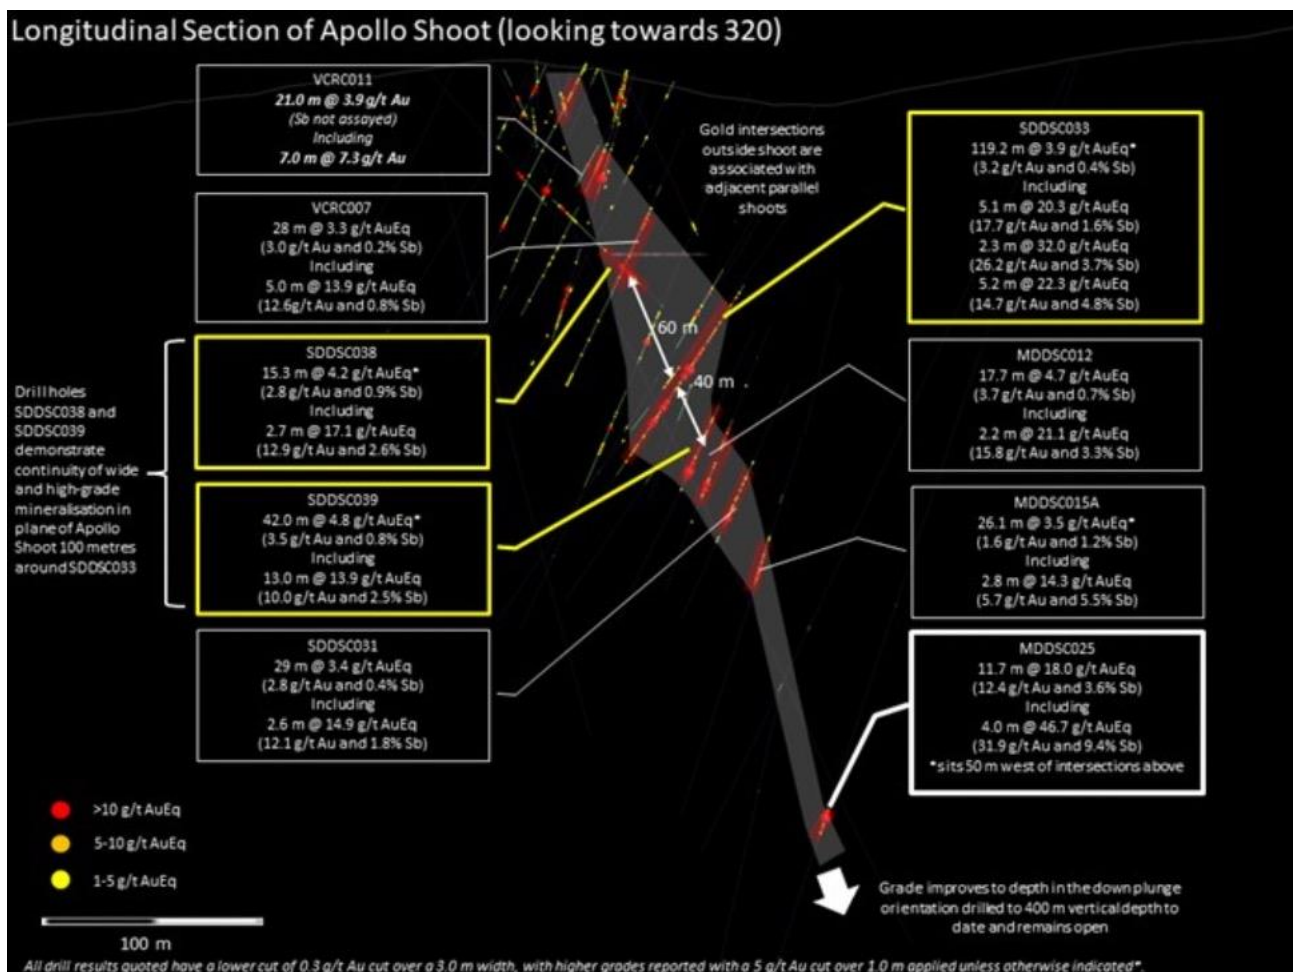 Longitudinal Section of Apollo Shoot (looking towards 320)
VCRC011
21.0 m @ 3.9 g/t Au
(Sb not assayed)
Including
7.0 m @ 7.3 g/t Au
VCRC007
28 m @ 3.3 g/t AuEq
(3.0 g/t Au and 0.2% Sb)
Including
5.0 m @ 13.9 g/t AuEq
(12.6g/t Au and 0.8% Sb)
SDDSC038
15.3 m @ 4.2 g/t AuEq*
(2.8 g/t Au and 0.9% Sb)
Including
2.7 m @ 17.1 g/t AuEq
(12.9 g/t Au and 2.6% Sb)
SDDSC039
42.0 m @ 4.8 g/t AuEq*
(3.5 g/t Au and 0.8% Sb)
Including
13.0 m @ 13.9 g/t AuEq
(10.0 g/t Au and 2.5% Sb)
SDDSC031
29 m @ 3.4 g/t AuEq
(2.8 g/t Au and 0.4% Sb)
Including
2.6 m @ 14.9 g/t AuEq
(12.1 g/t Au and 1.8% Sb)
Drill holes
SDDSC038 and
SDDSC039
demonstrate
continuity of wide
and high-grade
mineralisation in
plane of Apollo
Shoot 100 metres
around SDDSC033
Gold intersections
outside shoot are
associated with
adjacent parallel
shoots
60 m
40 m
SDDSC033
119.2 m @ 3.9 g/t AuEq*
(3.2 g/t Au and 0.4% Sb)
Including
5.1 m @ 20.3 g/t AuEq
(17.7 g/t Au and 1.6% Sb)
2.3 m @ 32.0 g/t AuEq
(26.2 g/t Au and 3.7% Sb)
5.2 m @ 22.3 g/t AuEq
(14.7 g/t Au and 4.8% Sb)
MDDSC012
17.7 m @ 4.7 g/t AuEq
(3.7 g/t Au and 0.7% Sb)
Including
2.2 m @ 21.1 g/t AuEq
(15.8 g/t Au and 3.3% Sb)
MDDSC015A
26.1 m @ 3.5 g/t AuEq*
(1.6 g/t Au and 1.2% Sb)
Including
2.8 m @ 14.3 g/t AuEq
(5.7 g/t Au and 5.5% Sb)
MDDSC025
11.7 m @ 18.0 g/t AuEq
(12.4 g/t Au and 3.6% Sb)
Including
4.0 m @ 46.7 g/t AuEq
(31.9 g/t Au and 9.4% Sb)
*sits 50 m west of intersections above
>10 g/t AuEq
5-10 g/t AuEq
1-5 g/t AuEq
100 m
Grade improves to depth in the down plunge
orientation drilled to 400 m vertical depth to
date and remains open
All drill results quoted have a lower cut of 0.3 g/t Au cut over a 3.0 m width, with higher grades reported with a 5 g/t Au cut over 1.0 m applied unless otherwise indicated*.